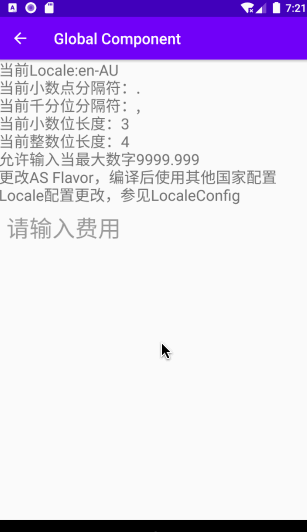 7:21
Global Component
当前Locale:en-AU
当前小数点分隔符：.
当前千分位分隔符：,
当前小数位长度：3
当前整数位长度：4
允许输入当最大数字9999.999
更改AS Flavor，编译后使用其他国家配置
Locale配置更改，参见LocaleConfig
请输入费用